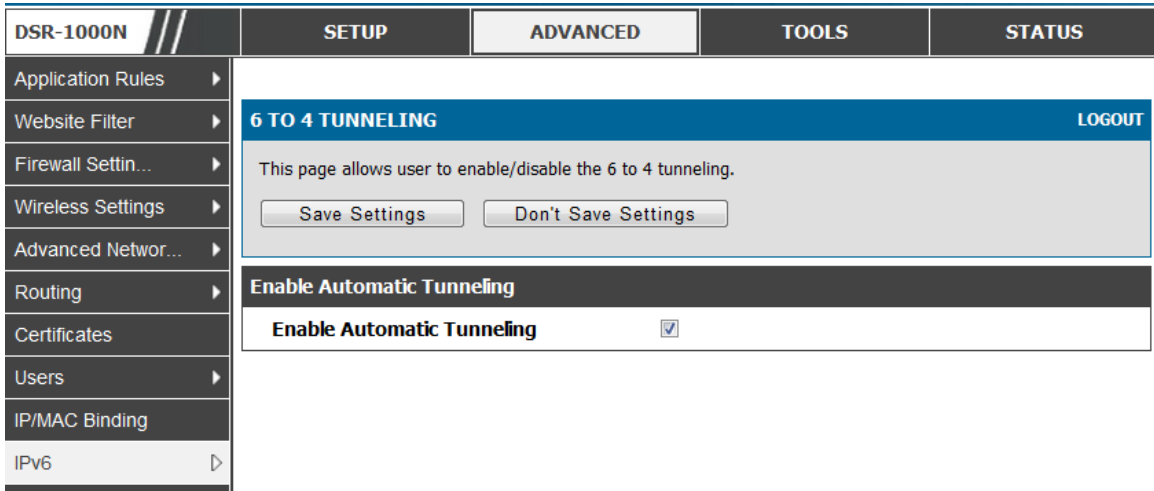 DSR-1000N
SETUP
ADVANCED
TOOLS
STATUS
Application Rules
Website Filter
Firewall Settin...
Wireless Settings
Advanced Networ...
Routing
Certificates
Users
IP/MAC Binding
IPv6
6 TO 4 TUNNELING
LOGOUT
This page allows user to enable/disable the 6 to 4 tunneling.
Save Settings
Don't Save Settings
Enable Automatic Tunneling
Enable Automatic Tunneling